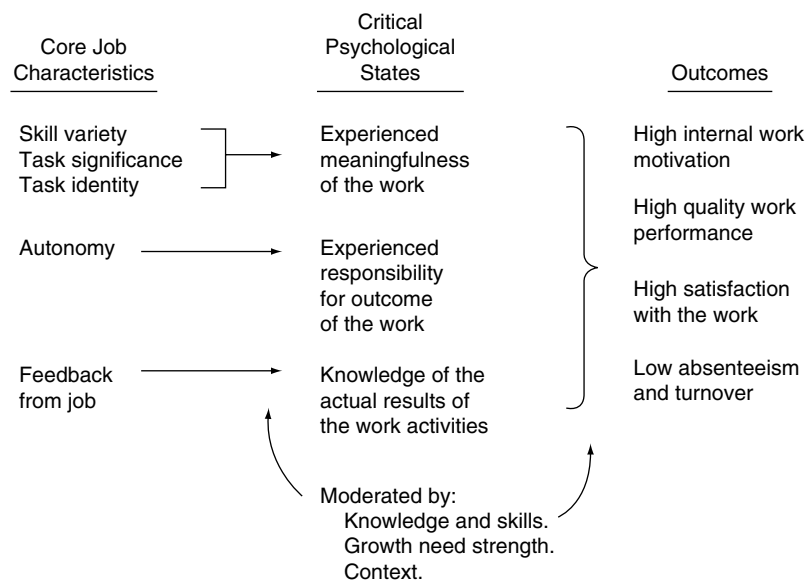 Core Job
Characteristics
Critical
Psychological
States
Outcomes
Skill variety
Task significance
Task identity
Experienced
meaningfulness
of the work
High internal work
motivation
High quality work
performance
Autonomy
Experienced
responsibility
for outcome
of the work
High satisfaction
with the work
Feedback
from job
Knowledge of the
actual results of
the work activities
Low absenteeism
and turnover
Moderated by:
Knowledge and skills.
Growth need strength.
Context.